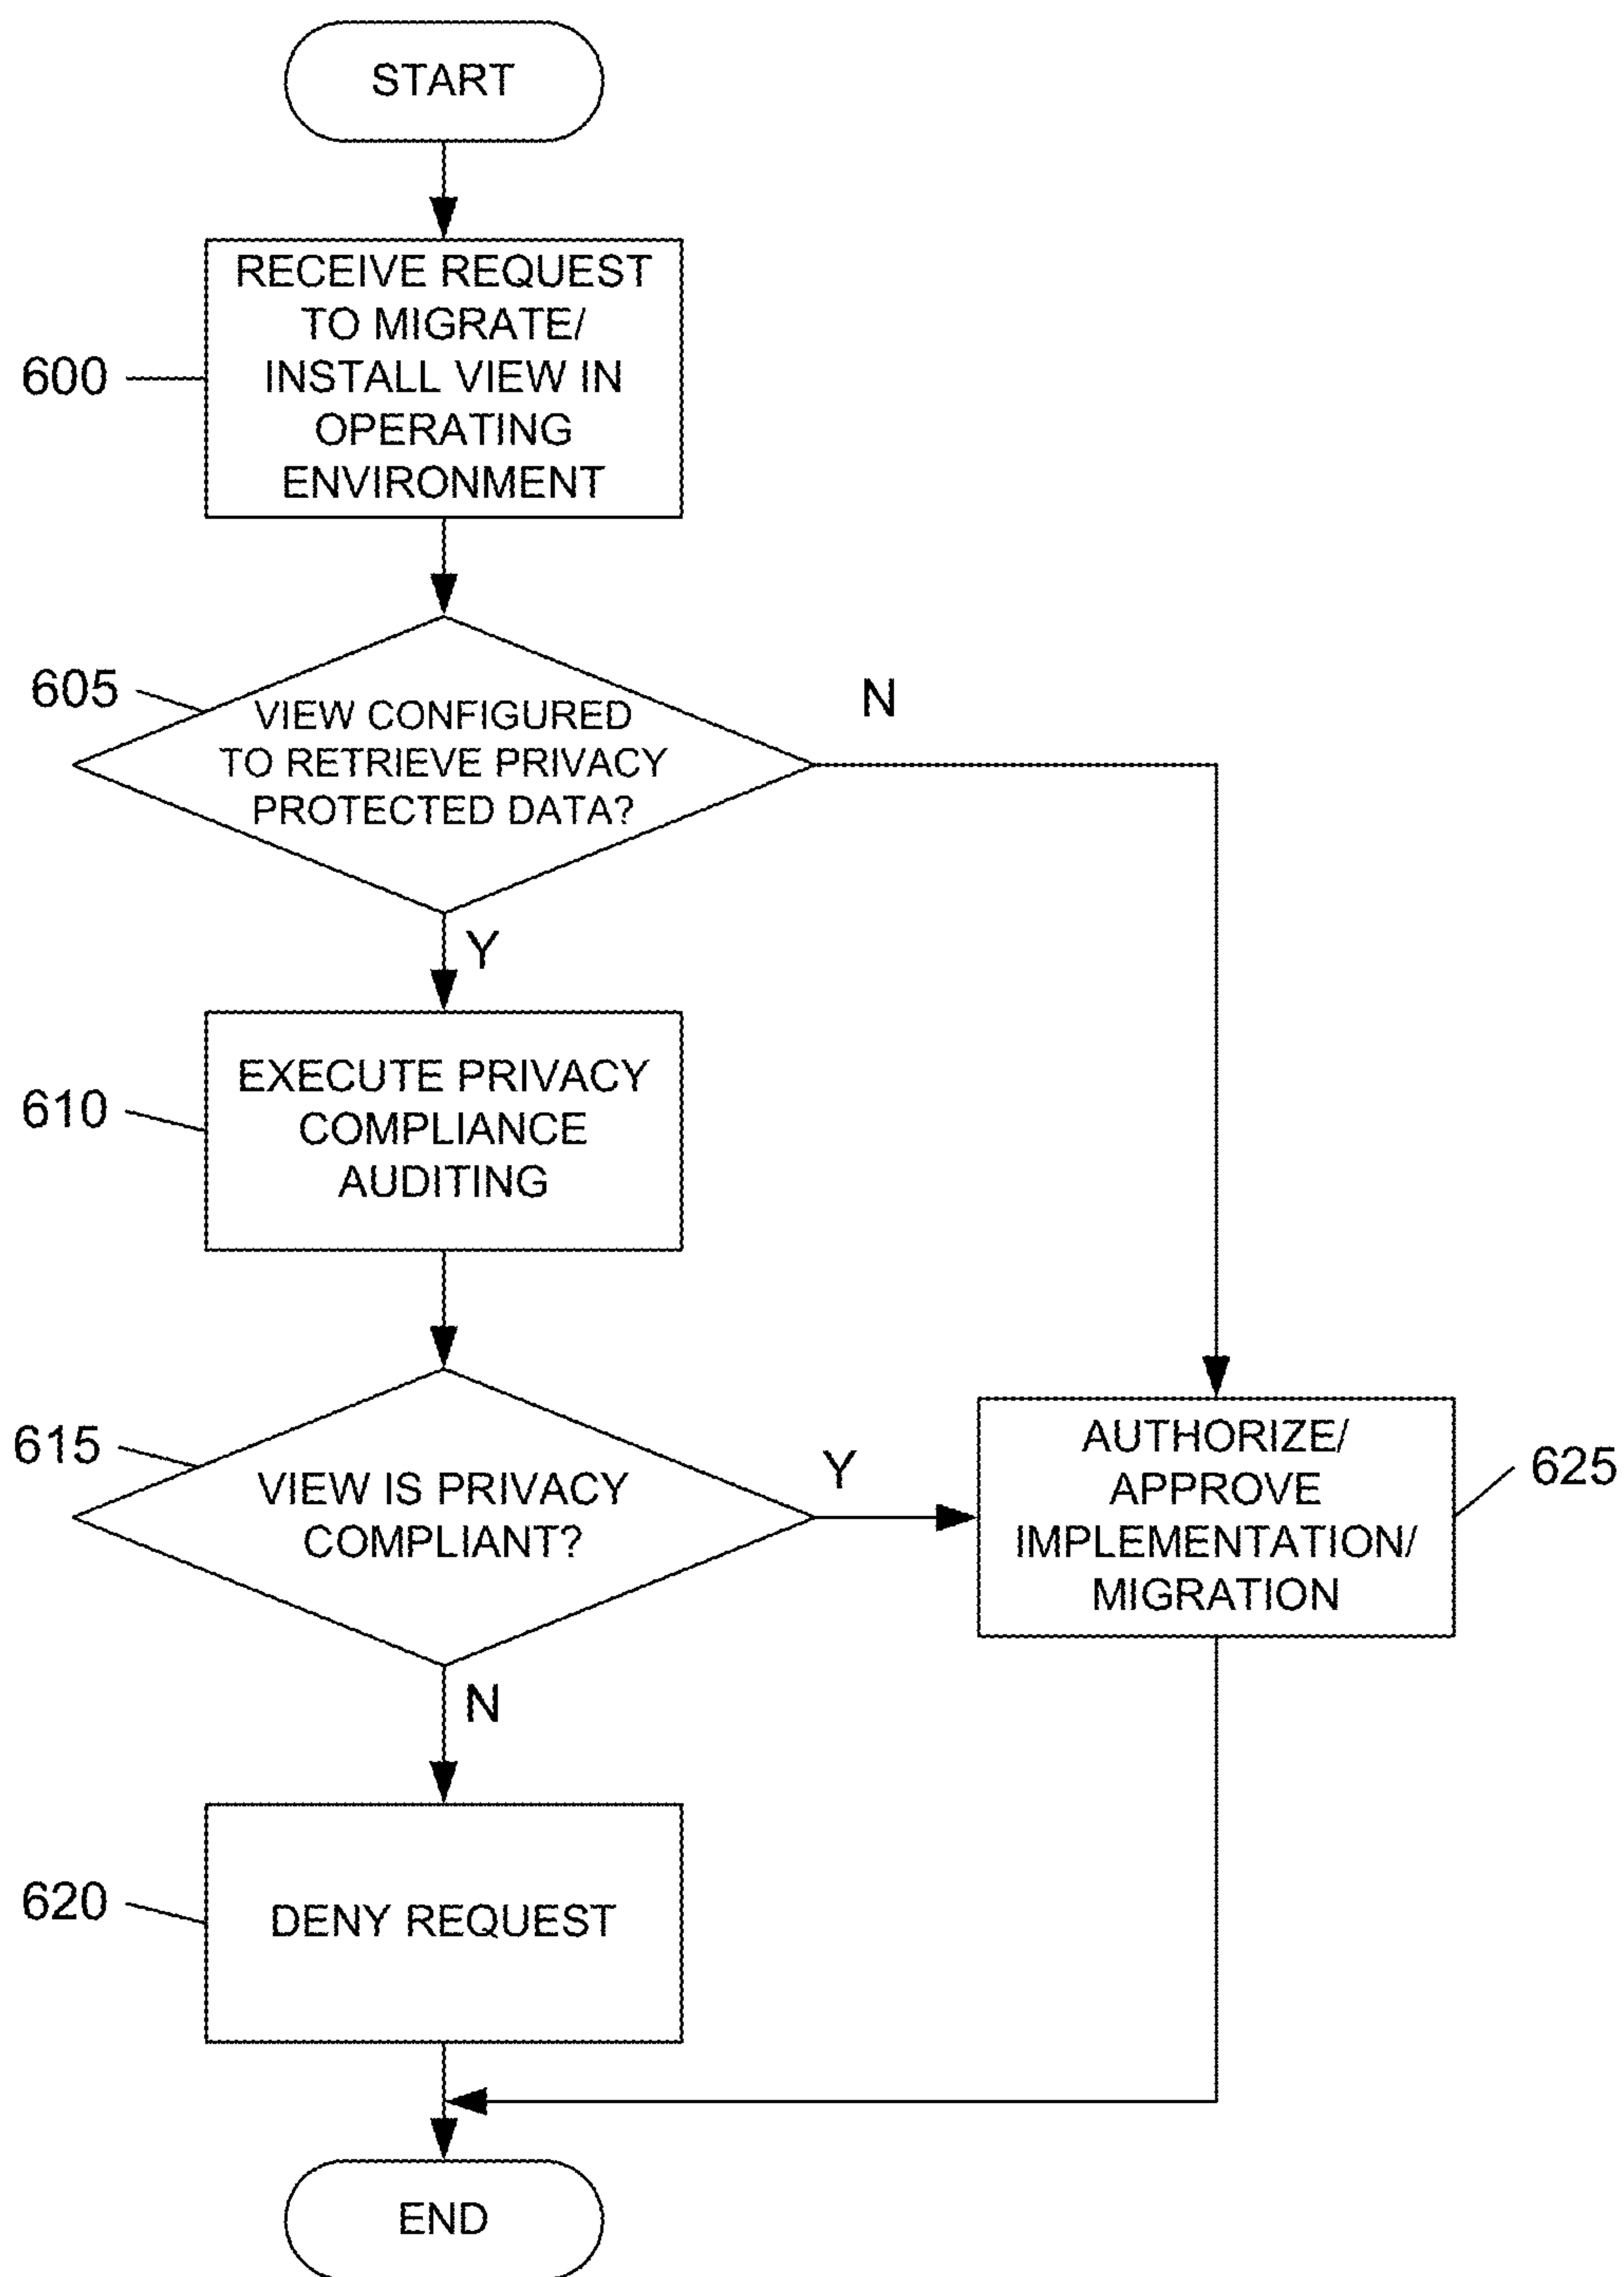 START
RECEIVE REQUEST
TO MIGRATE/
INSTALL VIEW IN
OPERATING
ENVIRONMENT
600
605
VIEW CONFIGURED
TO RETRIEVE PRIVACY
PROTECTED DATA?
N
Y
EXECUTE PRIVACY
COMPLIANCE
AUDITING
610
615
VIEW IS PRIVACY
COMPLIANT?
Y
AUTHORIZE/
APPROVE
IMPLEMENTATION/
MIGRATION
625
N
620
DENY REQUEST
END